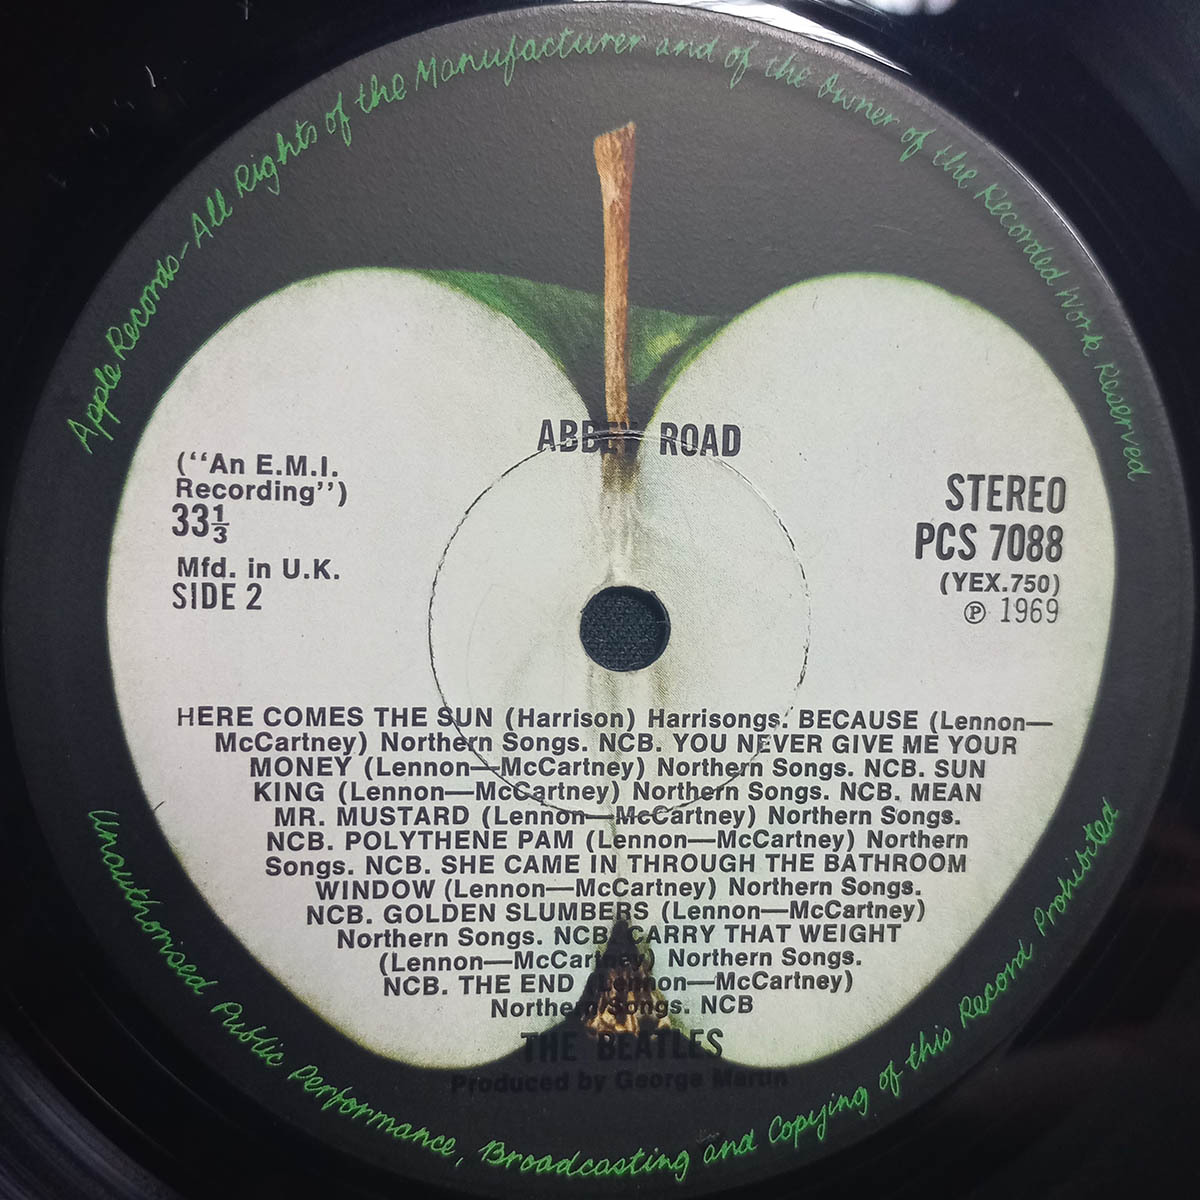 Apple Records - All Rights of the Manufacturer and of the Owner of the Recorded Work Reserved
ABBEY ROAD
(“An E.M.I.
Recording”)
33⅓
Mfd. in U.K.
SIDE 2
STEREO
PCS 7088
(YEX.750)
℗ 1969
HERE COMES THE SUN (Harrison) Harrisongs. BECAUSE (Lennon—
McCartney) Northern Songs. NCB. YOU NEVER GIVE ME YOUR
MONEY (Lennon—McCartney) Northern Songs. NCB. SUN
KING (Lennon—McCartney) Northern Songs. NCB. MEAN
MR. MUSTARD (Lennon—McCartney) Northern Songs.
NCB. POLYTHENE PAM (Lennon—McCartney) Northern
Songs. NCB. SHE CAME IN THROUGH THE BATHROOM
WINDOW (Lennon—McCartney) Northern Songs.
NCB. GOLDEN SLUMBERS (Lennon—McCartney)
Northern Songs. NCB. CARRY THAT WEIGHT
(Lennon—McCartney) Northern Songs.
NCB. THE END (Lennon—McCartney)
Northern Songs. NCB
THE BEATLES
Produced by George Martin
Unauthorised Public Performance, Broadcasting and Copying of this Record Prohibited